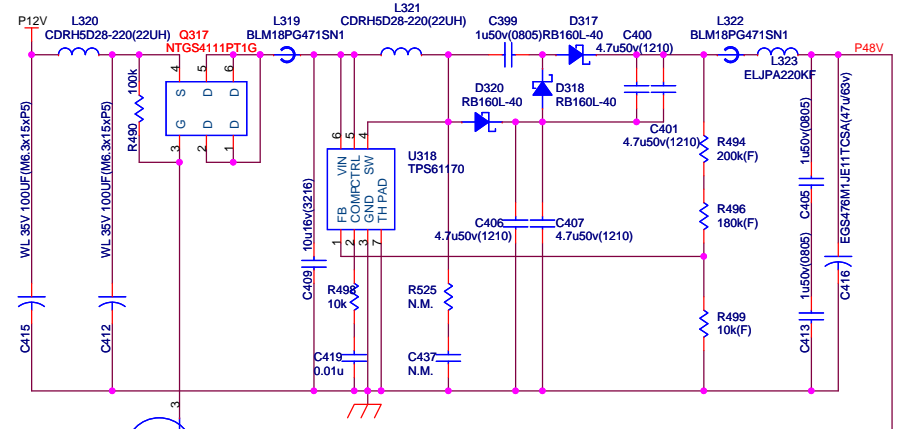 P12V
L320
CDRH5D28-220(22UH)
Q317
NTGS4111PT1G
L319
BLM18PG471SN1
L321
CDRH5D28-220(22UH)
C399
1u50v(0805)
D317
RB160L-40
C400
4.7u50v(1210)
L322
BLM18PG471SN1
L323
ELJPA220KF
P48V
4
5
6
S
D
D
G
D
D
3
2
1
100k
R490
D320
RB160L-40
D318
RB160L-40
C401
4.7u50v(1210)
R494
200k(F)
R496
180k(F)
R499
10k(F)
WL 35V 100UF(M6.3x15xP5)
C415
WL 35V 100UF(M6.3x15xP5)
C412
6
5
4
VIN
CTRL
SW
FB
COMP
GND
TH PAD
1
2
3
7
U318
TPS61170
10u16v(3216)
C409
C406
4.7u50v(1210)
C407
4.7u50v(1210)
R498
10k
R525
N.M.
C419
0.01u
C437
N.M.
1u50v(0805)
C405
1u50v(0805)
C413
EGS476M1JE11TCSA(47u/63v)
C416
3